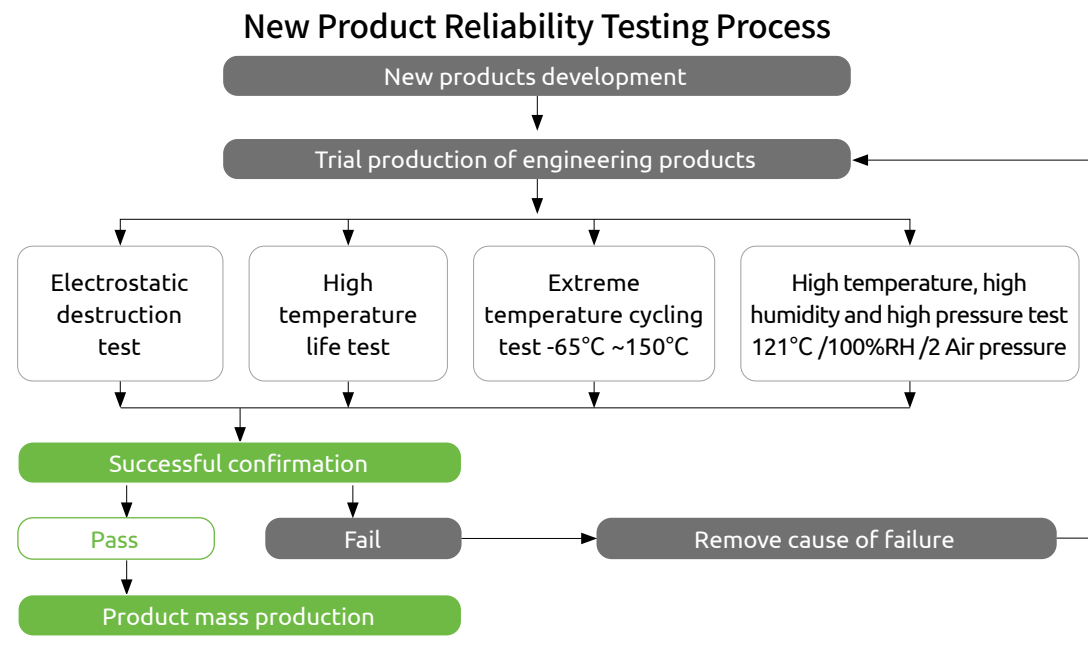 New Product Reliability Testing Process
New products development
Trial production of engineering products
Electrostatic
destruction
test
High
temperature
life test
Extreme
temperature cycling
test -65°C ~150°C
High temperature, high
humidity and high pressure test
121°C /100%RH /2 Air pressure
Successful confirmation
Pass
Fail
Remove cause of failure
Product mass production